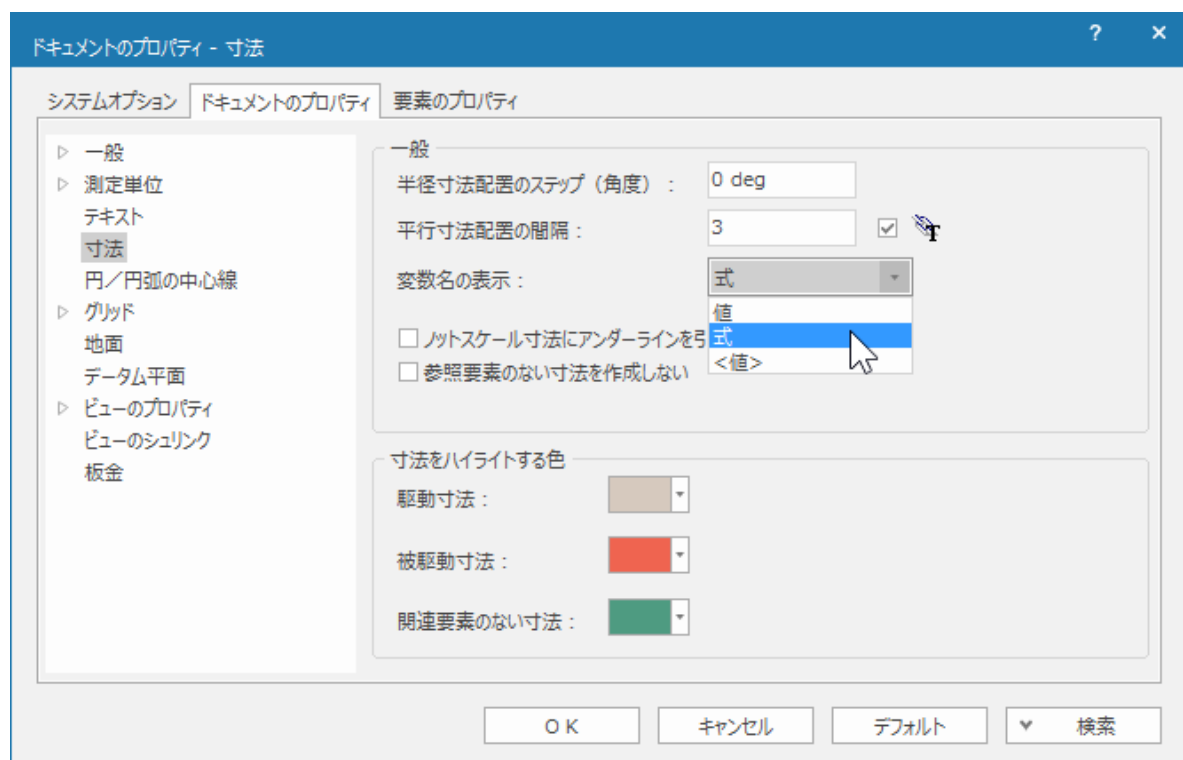 ドキュメントのプロパティ - 寸法
? ×
システムオプション ドキュメントのプロパティ 要素のプロパティ
一般
測定単位
テキスト
寸法
円／円弧の中心線
グリッド
地面
データム平面
ビューのプロパティ
ビューのシュリンク
板金
一般
半径寸法配置のステップ（角度）：
0 deg
平行寸法配置の間隔：
3
変数名の表示：
式
値
式
<値>
ノットスケール寸法にアンダーラインを引
参照要素のない寸法を作成しない
寸法をハイライトする色
駆動寸法：
被駆動寸法：
関連要素のない寸法：
ＯＫ キャンセル デフォルト 検索